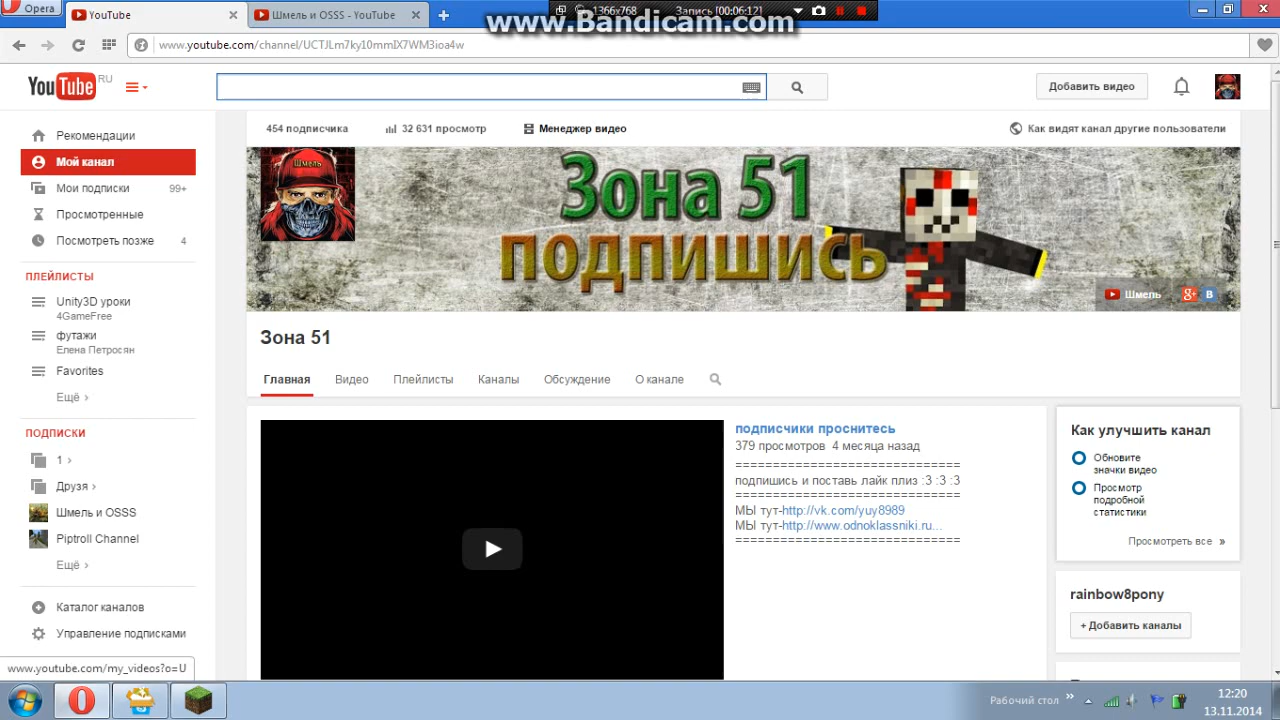 Opera
YouTube
Шмель и OSSS - YouTube
1366x768
Запись [00:06:12]
www.Bandicam.com
www.youtube.com/channel/UCTJLm7ky10mmIX7WM3ioa4w
YouTube RU
Добавить видео
454 подписчика
32 631 просмотр
Менеджер видео
Как видят канал другие пользователи
Рекомендации
Мой канал
Мои подписки 99+
Просмотренные
Посмотреть позже 4
ПЛЕЙЛИСТЫ
Unity3D уроки
4GameFree
футажи
Елена Петросян
Favorites
Ещё ›
ПОДПИСКИ
1 ›
Друзя ›
Шмель и OSSS
Piptroll Channel
Ещё ›
Каталог каналов
Управление подписками
www.youtube.com/my_videos?o=U
Шмель
Зона 51
подпишись
Шмель
g+ B
Зона 51
Главная
Видео
Плейлисты
Каналы
Обсуждение
О канале
подписчики проснитесь
379 просмотров 4 месяца назад
==============================
подпишись и поставь лайк плиз :3 :3 :3
==============================
МЫ тут-http://vk.com/yuy8989
МЫ тут-http://www.odnoklassniki.ru...
==============================
Как улучшить канал
Обновите
значки видео
Просмотр
подробной
статистики
Просмотреть все »
rainbow8pony
+ Добавить каналы
Рабочий стол »
12:20
13.11.2014